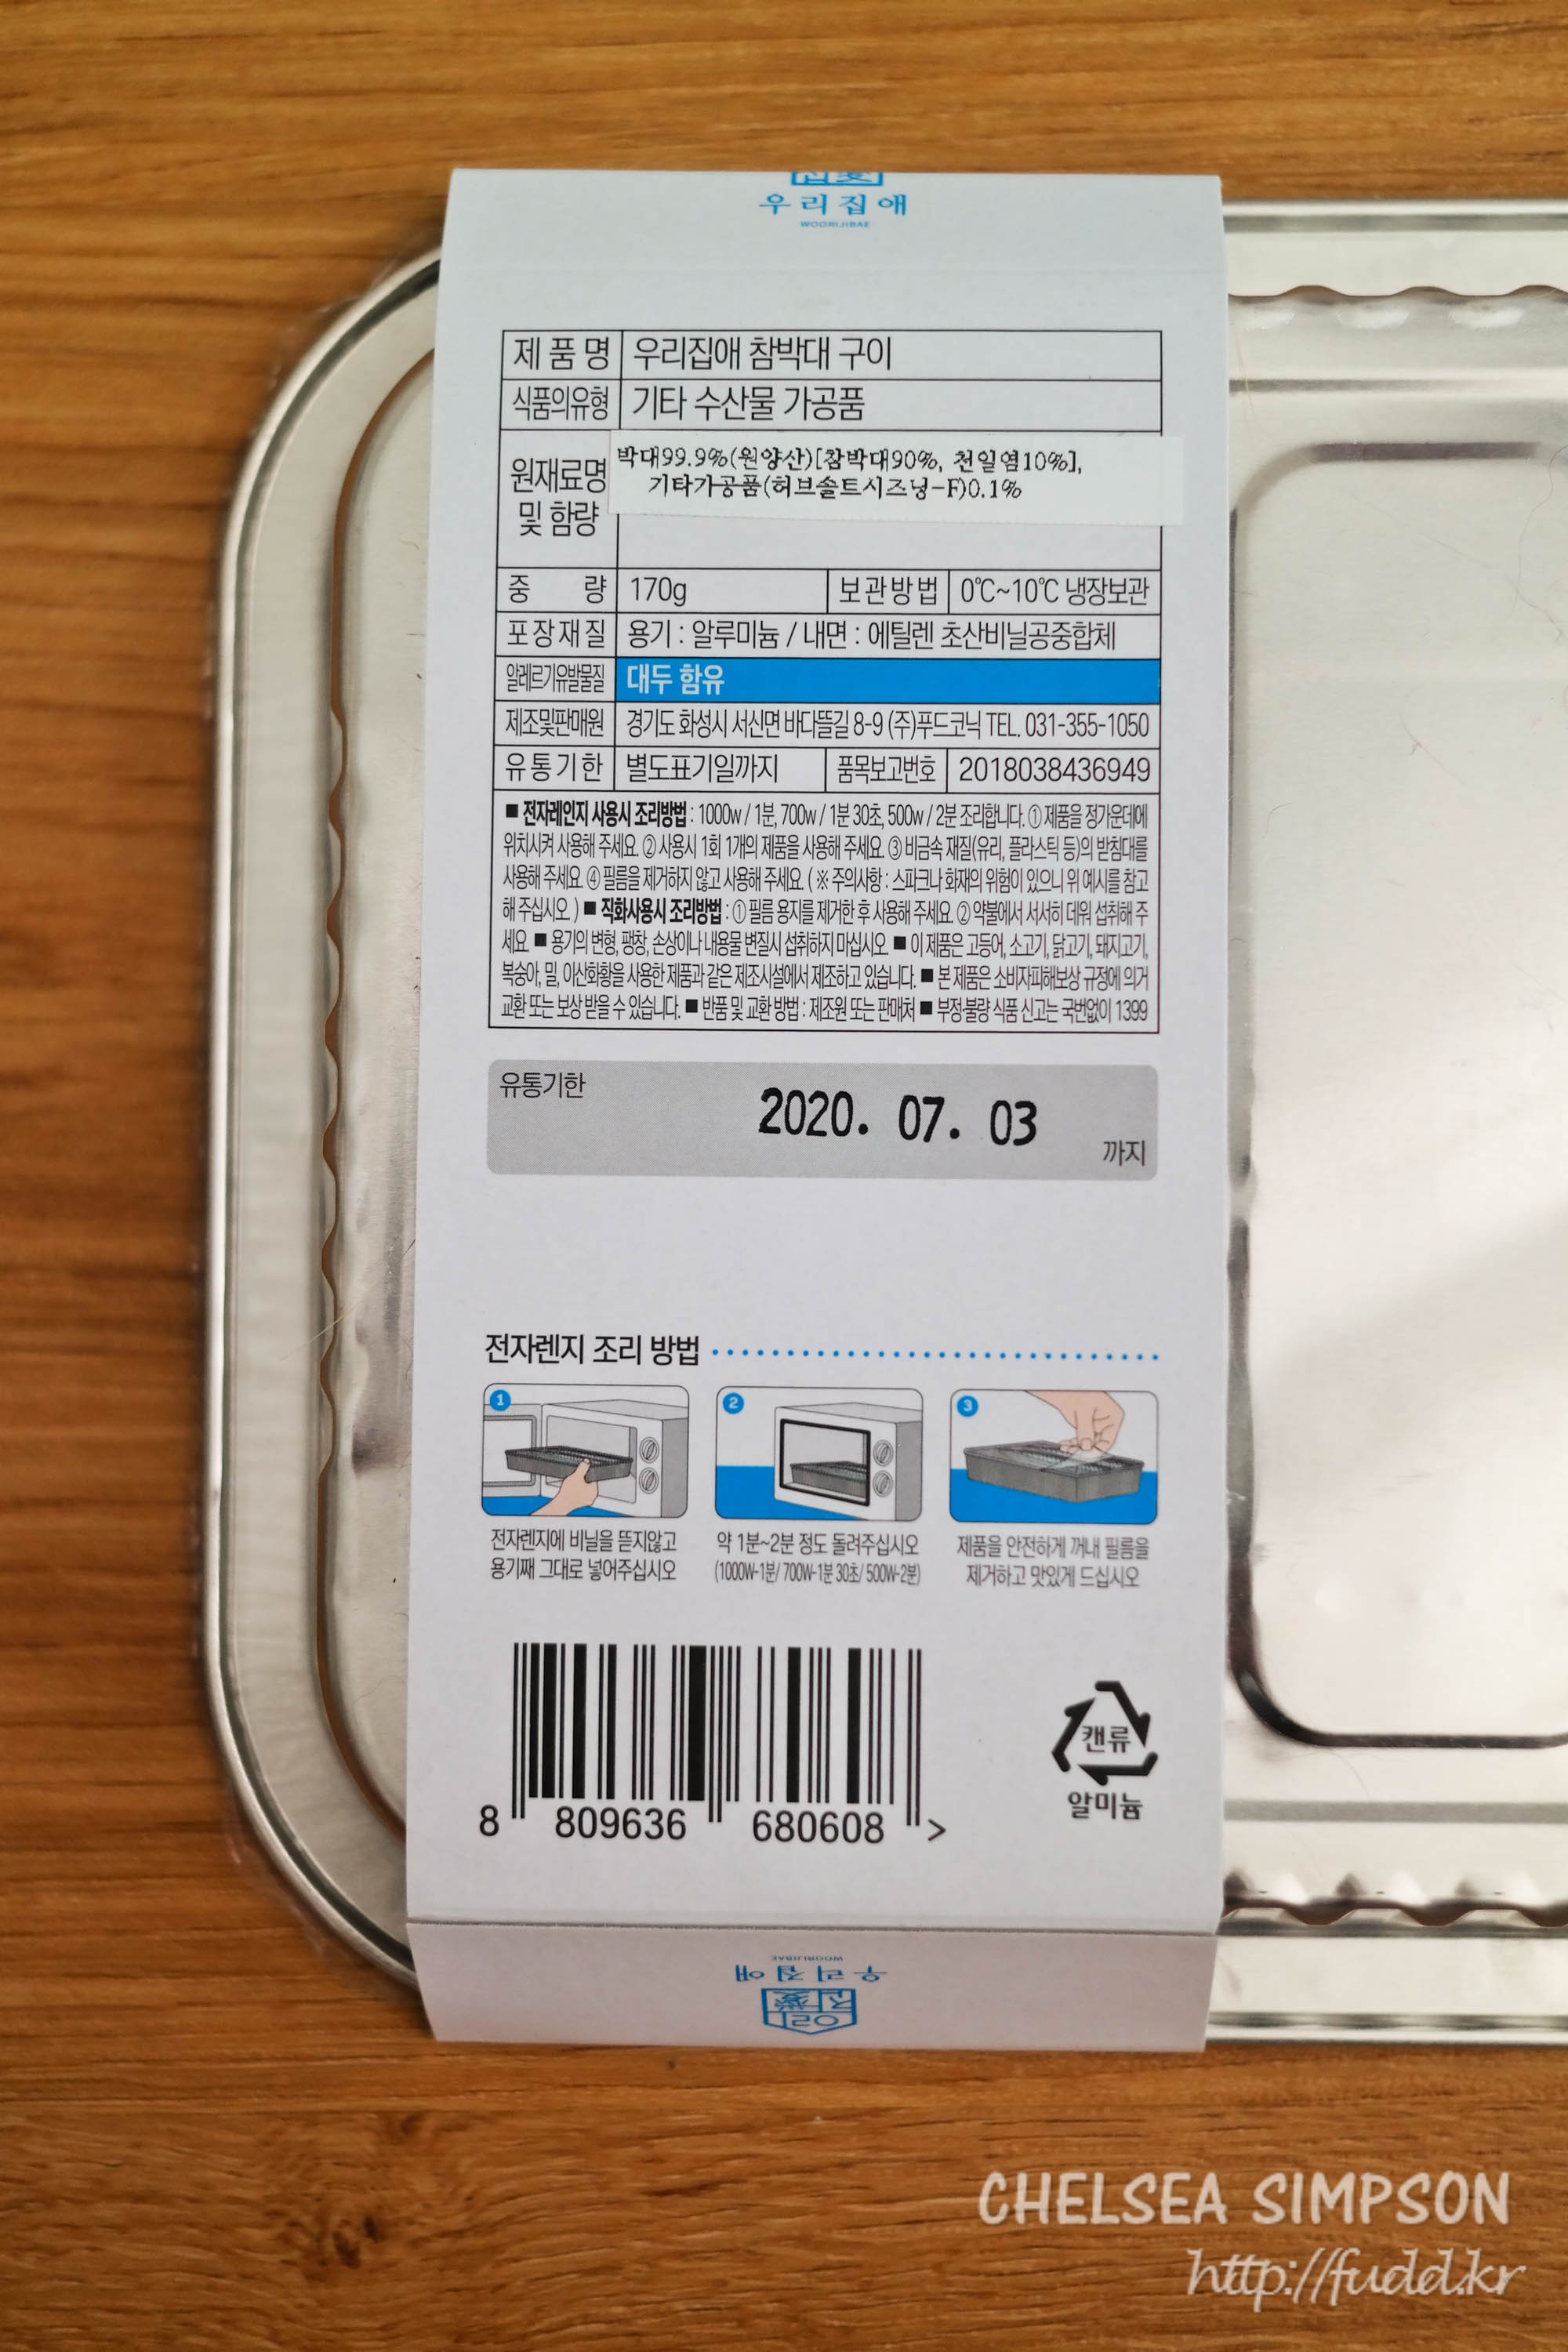 우리집애
WOORIJIBAE
제 품 명 우리집애 참박대 구이
식품의유형 기타 수산물 가공품
원재료명 및 함량 박대99.9%(원양산)[참박대90%, 천일염10%],
기타가공품(허브솔트시즈닝-F)0.1%
중 량 170g 보관방법 0℃~10℃ 냉장보관
포장재질 용기 : 알루미늄 / 내면 : 에틸렌 초산비닐공중합체
알레르기유발물질 대두 함유
제조및판매원 경기도 화성시 서신면 바다뜰길 8-9 (주)푸드코닉 TEL. 031-355-1050
유통기한 별도표기일까지 품목보고번호 2018038436949
■ 전자레인지 사용시 조리방법 : 1000w / 1분, 700w / 1분 30초, 500w / 2분 조리합니다. ① 제품을 정가운데에
위치시켜 사용해 주세요. ② 사용시 1회 1개의 제품을 사용해 주세요. ③ 비금속 재질(유리, 플라스틱 등)의 받침대를
사용해 주세요. ④ 필름을 제거하지 않고 사용해 주세요. ( ※ 주의사항 : 스파크나 화재의 위험이 있으니 위 예시를 참고
해 주십시오. ) ■ 직화사용시 조리방법 : ① 필름 용지를 제거한 후 사용해 주세요. ② 약불에서 서서히 데워 섭취해 주
세요. ■ 용기의 변형, 팽창, 손상이나 내용물 변질시 섭취하지 마십시오. ■ 이 제품은 고등어, 소고기, 닭고기, 돼지고기,
복숭아, 밀, 이산화황을 사용한 제품과 같은 제조시설에서 제조하고 있습니다. ■ 본 제품은 소비자피해보상 규정에 의거
교환 또는 보상 받을 수 있습니다. ■ 반품 및 교환 방법 : 제조원 또는 판매처 ■ 부정·불량 식품 신고는 국번없이 1399
유통기한
2020. 07. 03
까지
전자렌지 조리 방법
1
2
3
전자렌지에 비닐을 뜯지않고
용기째 그대로 넣어주십시오
약 1분~2분 정도 돌려주십시오
(1000W-1분/ 700W-1분 30초/ 500W-2분)
제품을 안전하게 꺼내 필름을
제거하고 맛있게 드십시오
8 809636 680608 >
캔류
알미늄
WOORIJIBAE
우리집애
우리집愛
CHELSEA SIMPSON
http://fudd.kr